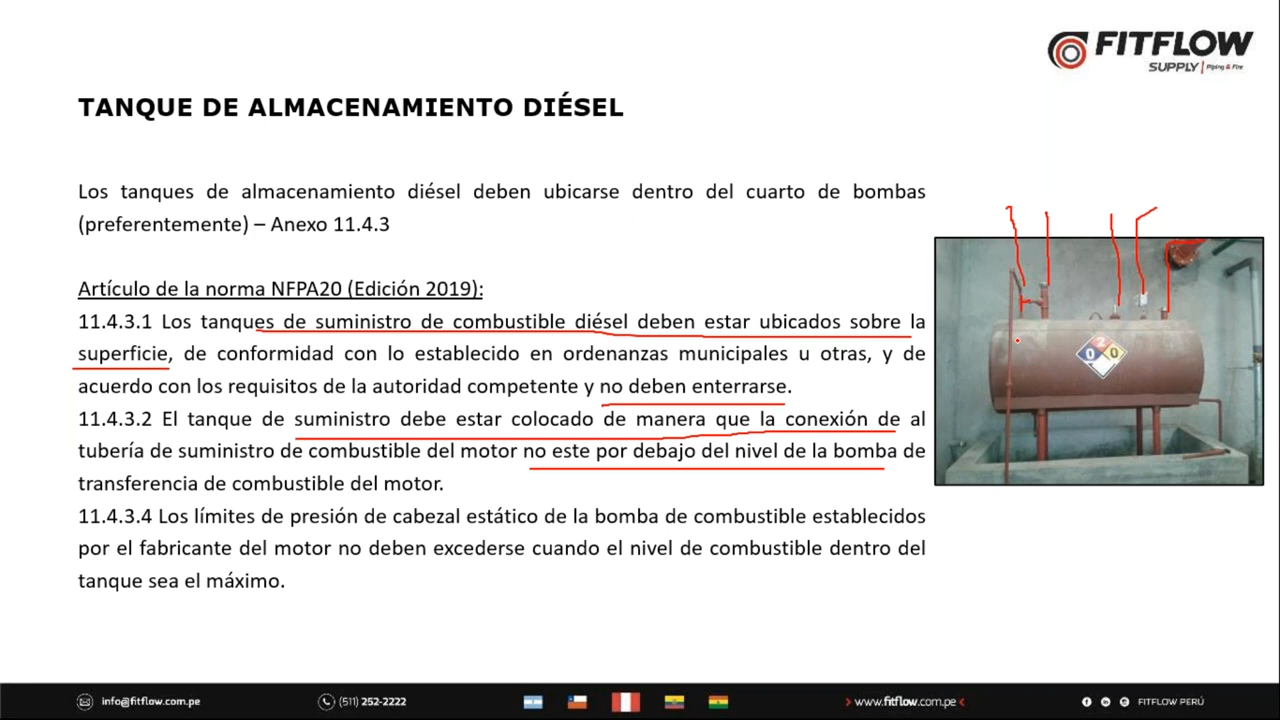 FITFLOW
SUPPLY | Piping & Fire
TANQUE DE ALMACENAMIENTO DIÉSEL
Los tanques de almacenamiento diésel deben ubicarse dentro del cuarto de bombas
(preferentemente) – Anexo 11.4.3
Artículo de la norma NFPA20 (Edición 2019):
11.4.3.1 Los tanques de suministro de combustible diésel deben estar ubicados sobre la
superficie, de conformidad con lo establecido en ordenanzas municipales u otras, y de
acuerdo con los requisitos de la autoridad competente y no deben enterrarse.
11.4.3.2 El tanque de suministro debe estar colocado de manera que la conexión de al
tubería de suministro de combustible del motor no este por debajo del nivel de la bomba de
transferencia de combustible del motor.
11.4.3.4 Los límites de presión de cabezal estático de la bomba de combustible establecidos
por el fabricante del motor no deben excederse cuando el nivel de combustible dentro del
tanque sea el máximo.
2
0 0
info@fitflow.com.pe
(511) 252-2222
www.fitflow.com.pe
FITFLOW PERÚ